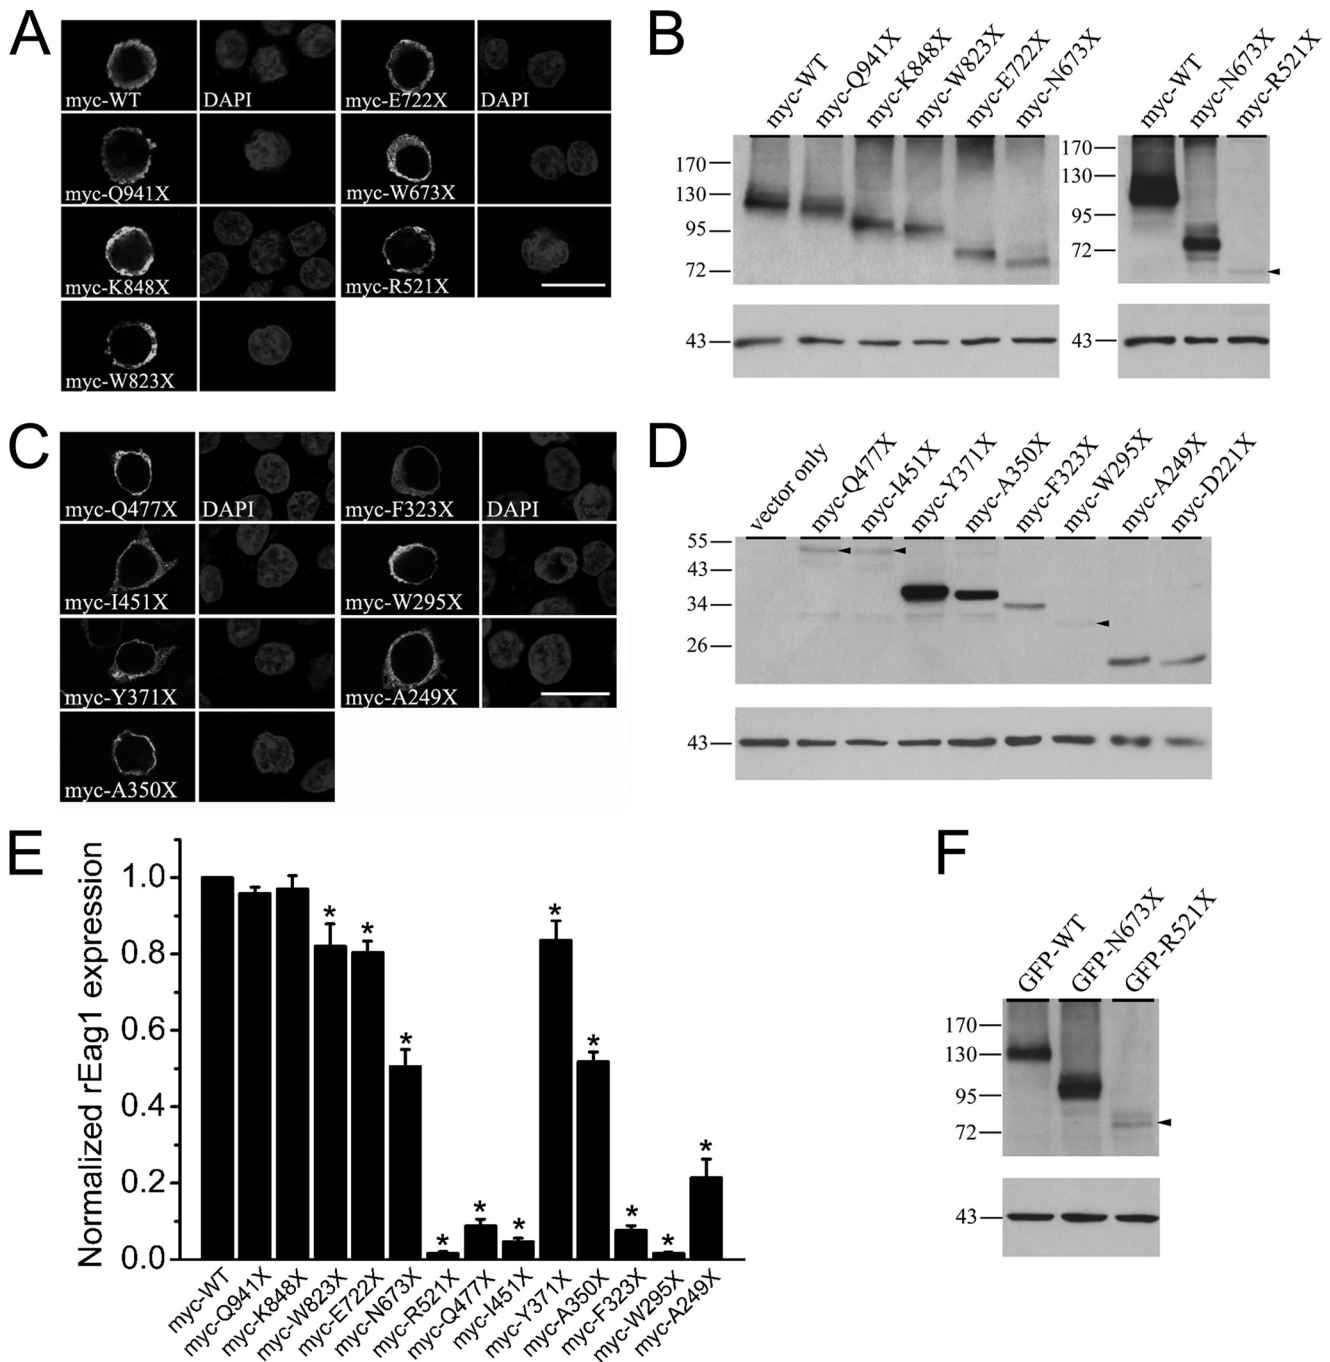 A
myc-WT
DAPI
myc-E722X
DAPI
myc-Q941X
myc-W673X
myc-K848X
myc-R521X
myc-W823X
B
myc-WT
myc-Q941X
myc-K848X
myc-W823X
myc-E722X
myc-N673X
170
130
95
72
43
myc-WT
myc-N673X
myc-R521X
170
130
95
72
43
C
myc-Q477X
DAPI
myc-F323X
DAPI
myc-I451X
myc-W295X
myc-Y371X
myc-A249X
myc-A350X
D
vector only
myc-Q477X
myc-I451X
myc-Y371X
myc-A350X
myc-F323X
myc-W295X
myc-A249X
myc-D221X
55
43
34
26
43
E
Normalized rEag1 expression
1.0
0.8
0.6
0.4
0.2
0.0
* * * * * * * * * * * *
myc-WT
myc-Q941X
myc-K848X
myc-W823X
myc-E722X
myc-N673X
myc-R521X
myc-Q477X
myc-I451X
myc-Y371X
myc-A350X
myc-F323X
myc-W295X
myc-A249X
F
GFP-WT
GFP-N673X
GFP-R521X
170
130
95
72
43